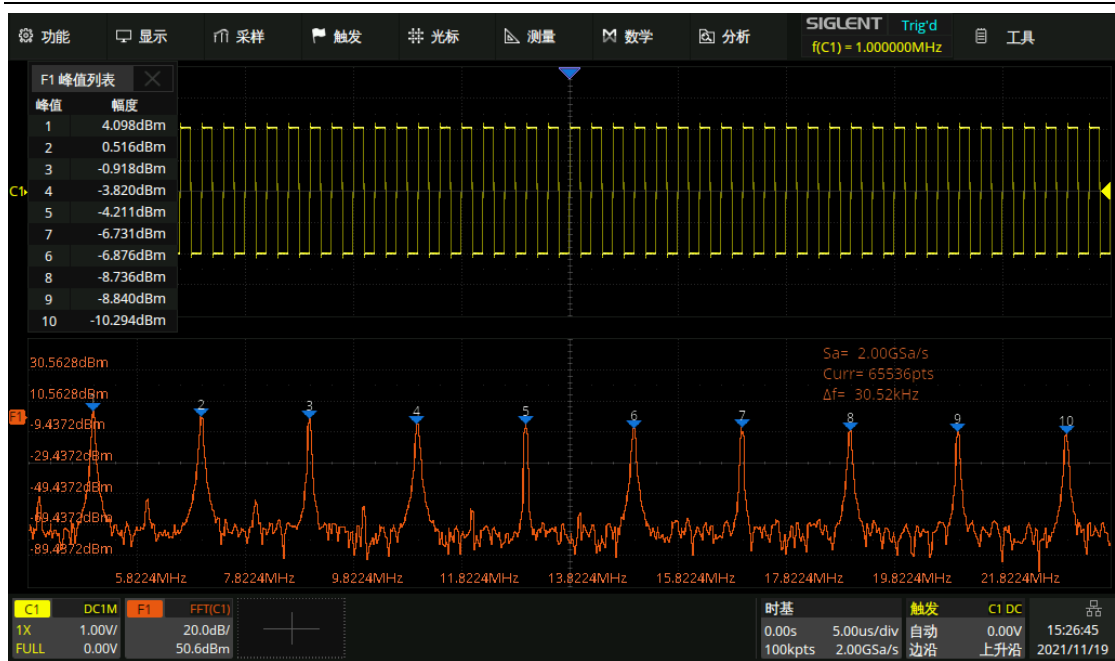 功能 显示 采样 触发 光标 测量 数学 分析 SIGLENT Trig'd 工具
f(C1) = 1.000000MHz
F1 峰值列表
峰值 幅度
1 4.098dBm
2 0.516dBm
3 -0.918dBm
4 -3.820dBm
5 -4.211dBm
7 -6.731dBm
6 -6.876dBm
8 -8.736dBm
9 -8.840dBm
10 -10.294dBm
C1
30.5628dBm
Sa= 2.00GSa/s
Curr= 65536pts
Δf= 30.52kHz
10.5628dBm
1 2 3 4 5 6 7 8 9 10
F1
-9.4372dBm
-29.4372dBm
-49.4372dBm
-69.4372dBm
-89.4372dBm
5.8224MHz 7.8224MHz 9.8224MHz 11.8224MHz 13.8224MHz 15.8224MHz 17.8224MHz 19.8224MHz 21.8224MHz
C1 DC1M F1 FFT(C1) 时基 触发 C1 DC
1X 1.00V/ 20.0dB/ 0.00s 5.00us/div 自动 0.00V 15:26:45
FULL 0.00V 50.6dBm 100kpts 2.00GSa/s 边沿 上升沿 2021/11/19